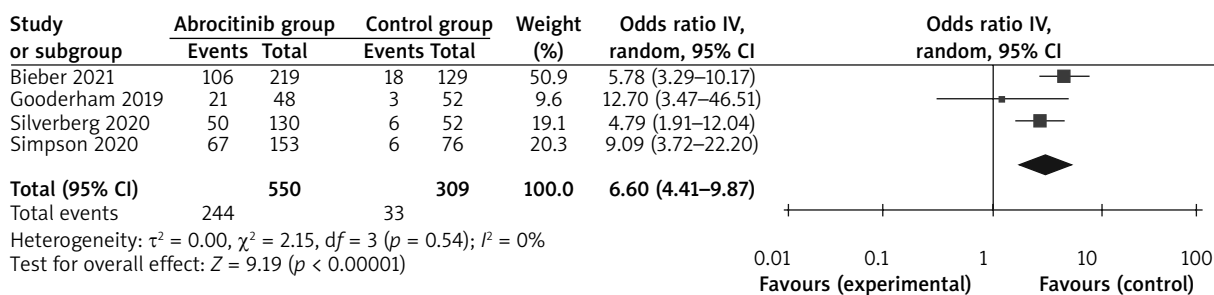 Study Abrocitinib group Control group Weight Odds ratio IV, Odds ratio IV,
or subgroup Events Total Events Total (%) random, 95% CI random, 95% CI
Bieber 2021 106 219 18 129 50.9 5.78 (3.29–10.17)
Gooderham 2019 21 48 3 52 9.6 12.70 (3.47–46.51)
Silverberg 2020 50 130 6 52 19.1 4.79 (1.91–12.04)
Simpson 2020 67 153 6 76 20.3 9.09 (3.72–22.20)
Total (95% CI) 550 309 100.0 6.60 (4.41–9.87)
Total events 244 33
Heterogeneity: τ² = 0.00, χ² = 2.15, df = 3 (p = 0.54); I² = 0%
Test for overall effect: Z = 9.19 (p < 0.00001)
0.01 0.1 1 10 100
Favours (experimental) Favours (control)